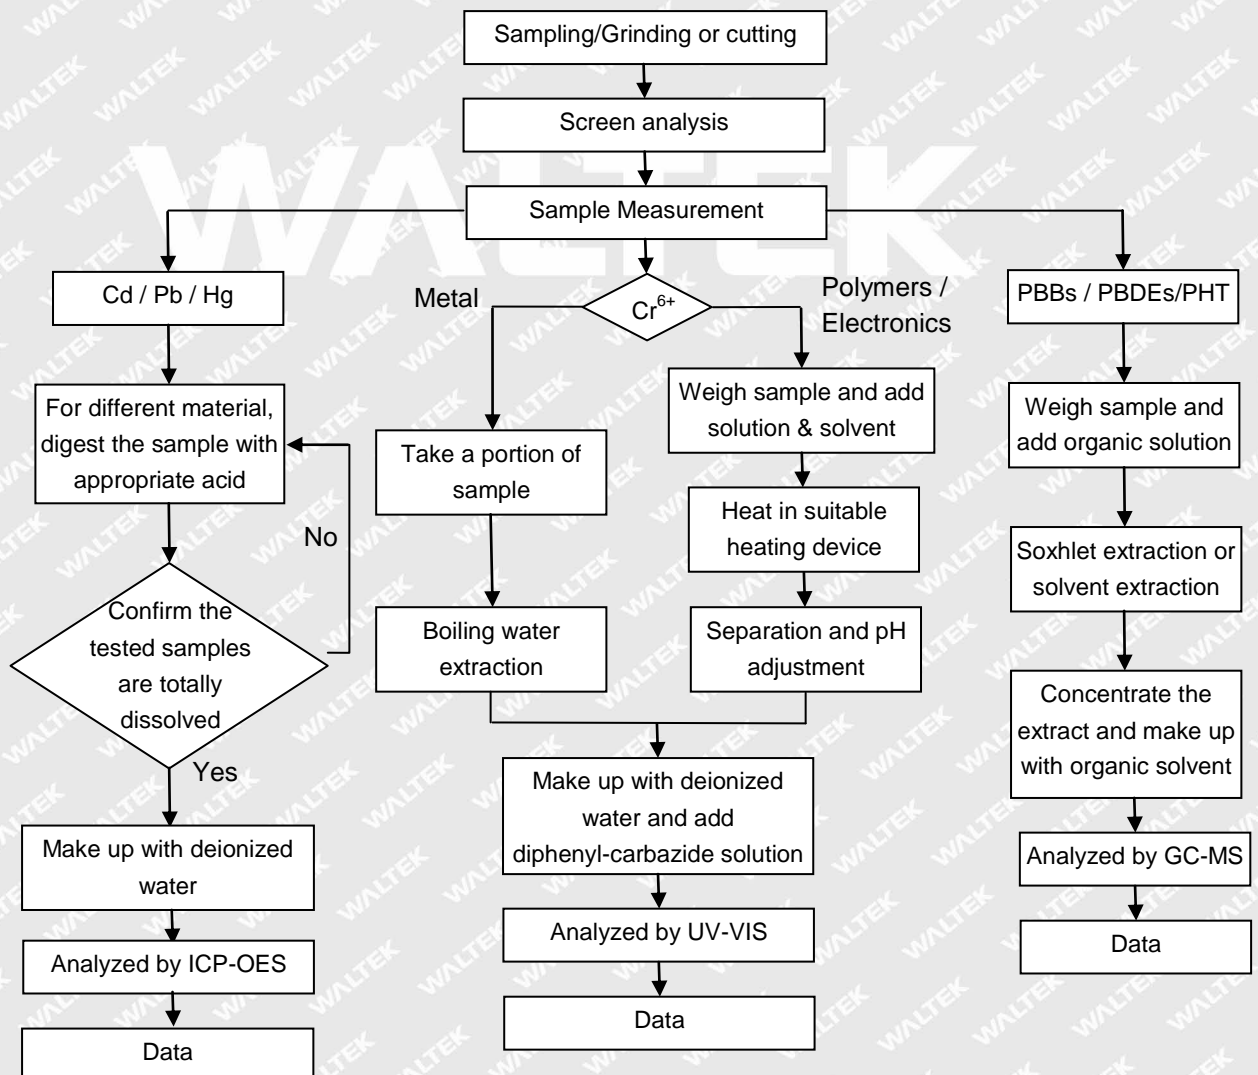 Sampling/Grinding or cutting
Screen analysis
WALTEK
Sample Measurement
Cd / Pb / Hg
For different material,
digest the sample with
appropriate acid
No
Confirm the
tested samples
are totally
dissolved
Yes
Make up with deionized
water
Analyzed by ICP-OES
Data
Metal
Cr⁶⁺
Polymers /
Electronics
Take a portion of
sample
Boiling water
extraction
Weigh sample and add
solution & solvent
Heat in suitable
heating device
Separation and pH
adjustment
Make up with deionized
water and add
diphenyl-carbazide solution
Analyzed by UV-VIS
Data
PBBs / PBDEs/PHT
Weigh sample and
add organic solution
Soxhlet extraction or
solvent extraction
Concentrate the
extract and make up
with organic solvent
Analyzed by GC-MS
Data